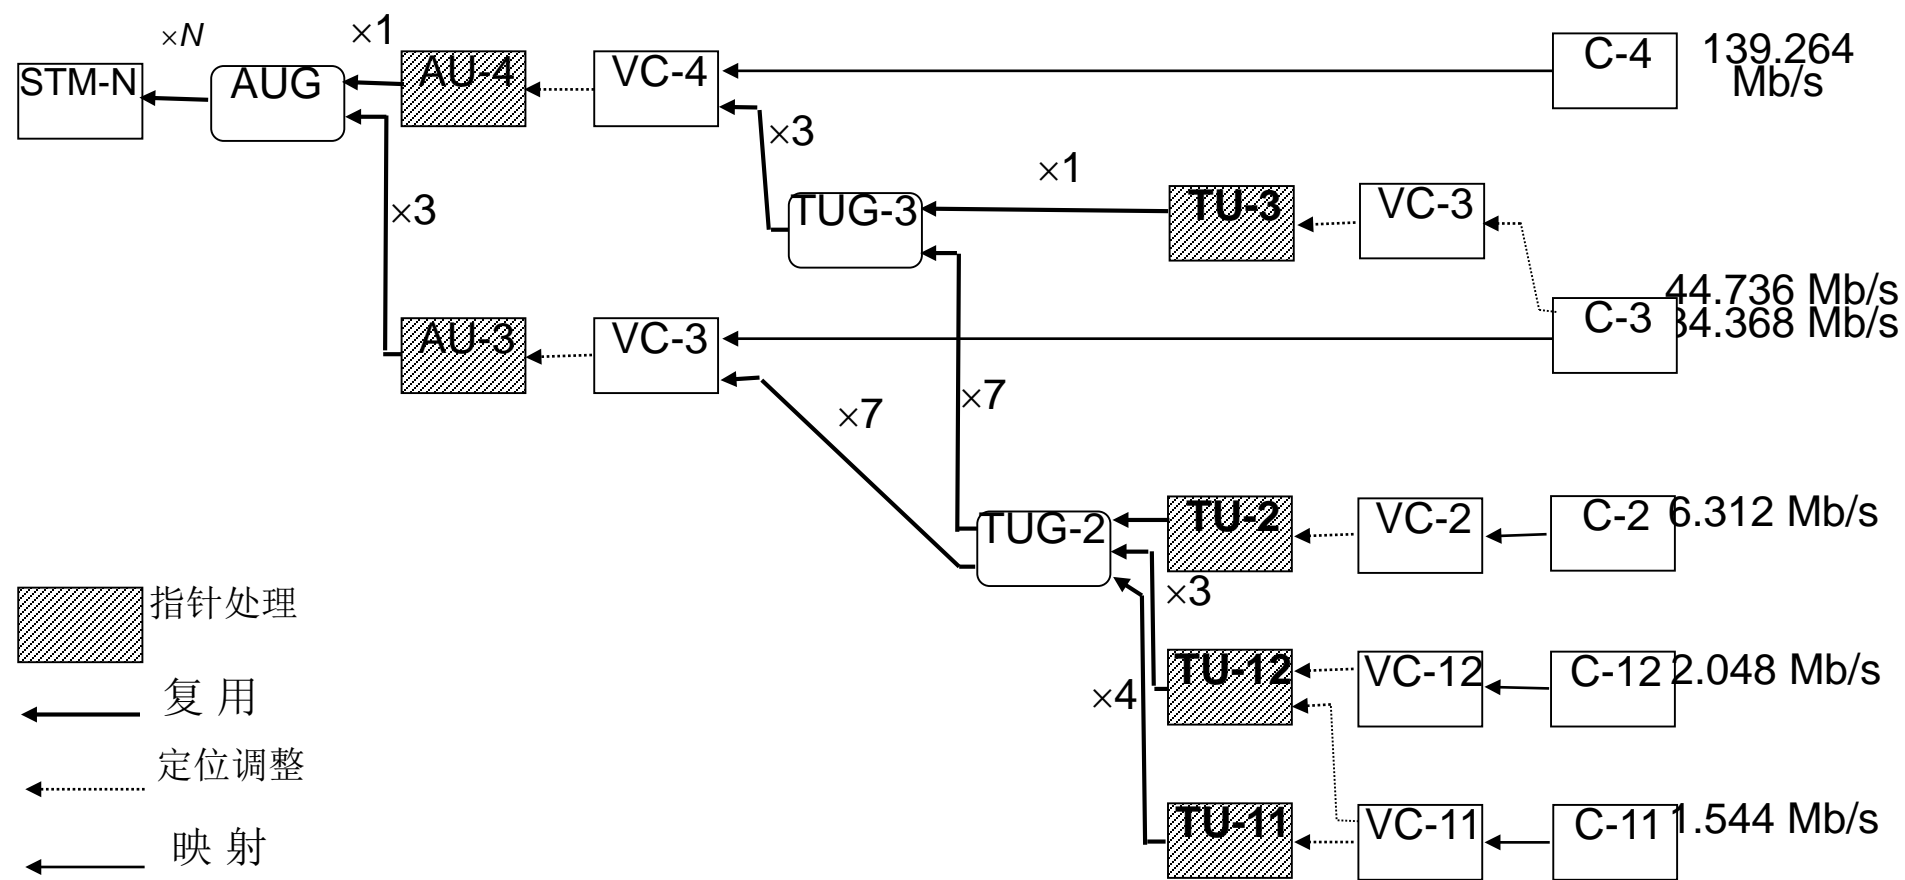 ×N
×1
STM-N
AUG
AU-4
VC-4
C-4
139.264
Mb/s
×3
×1
TUG-3
TU-3
VC-3
×3
AU-3
VC-3
C-3
44.736 Mb/s
34.368 Mb/s
×7
×7
TUG-2
TU-2
VC-2
C-2
6.312 Mb/s
×3
TU-12
VC-12
C-12
2.048 Mb/s
×4
TU-11
VC-11
C-11
1.544 Mb/s
指针处理
复 用
定位调整
映 射